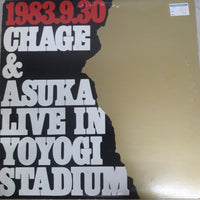 1983.9.30
CHAGE
&
ASUKA
LIVE IN
YOYOGI
STADIUM